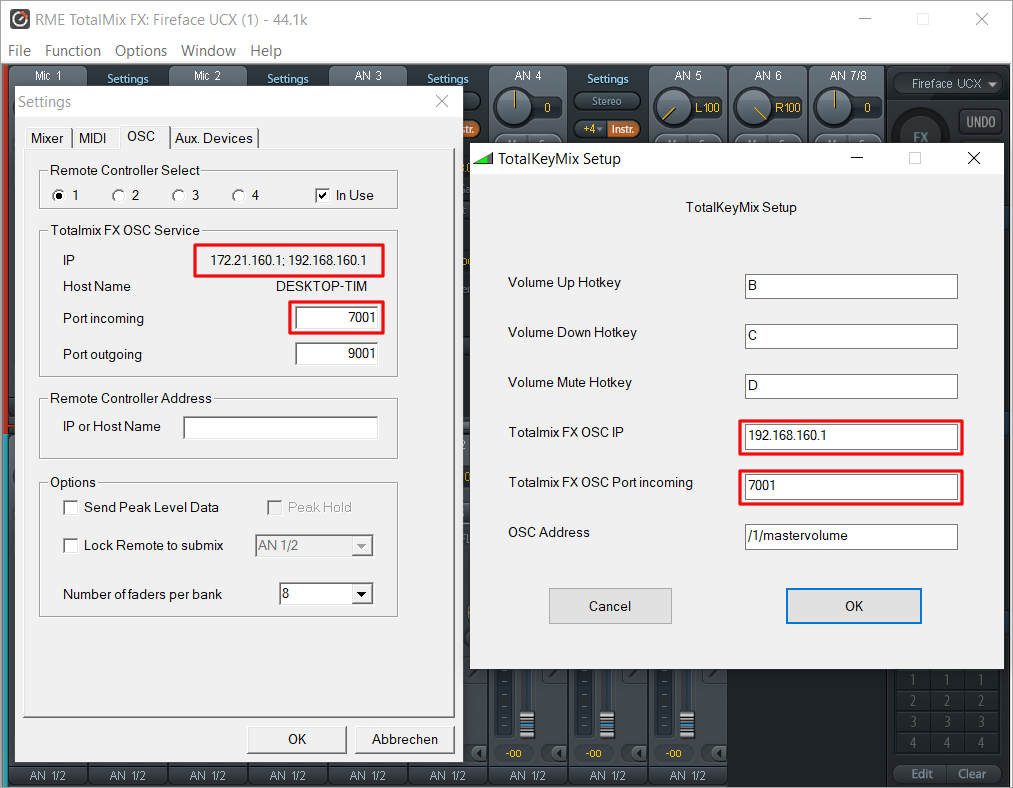 RME TotalMix FX: Fireface UCX (1) - 44.1k
File Function Options Window Help
Mic 1 Settings Mic 2 Settings AN 3 Settings AN 4 Settings AN 5 AN 6 AN 7/8 Fireface UCX
0 Stereo L100 R100 0 UNDO
+4 Instr. FX
Settings
Mixer MIDI OSC Aux. Devices
Remote Controller Select
1 2 3 4 In Use
Totalmix FX OSC Service
IP 172.21.160.1; 192.168.160.1
Host Name DESKTOP-TIM
Port incoming 7001
Port outgoing 9001
Remote Controller Address
IP or Host Name
Options
Send Peak Level Data Peak Hold
Lock Remote to submix AN 1/2
Number of faders per bank 8
OK Abbrechen
TotalKeyMix Setup
TotalKeyMix Setup
Volume Up Hotkey B
Volume Down Hotkey C
Volume Mute Hotkey D
Totalmix FX OSC IP 192.168.160.1
Totalmix FX OSC Port incoming 7001
OSC Address /1/mastervolume
Cancel OK
1 1 1
2 2 2
3 3 3
-oo -oo -oo 4 4 4
AN 1/2 AN 1/2 AN 1/2 AN 1/2 AN 1/2 AN 1/2 AN 1/2 AN 1/2 AN 1/2 Edit Clear